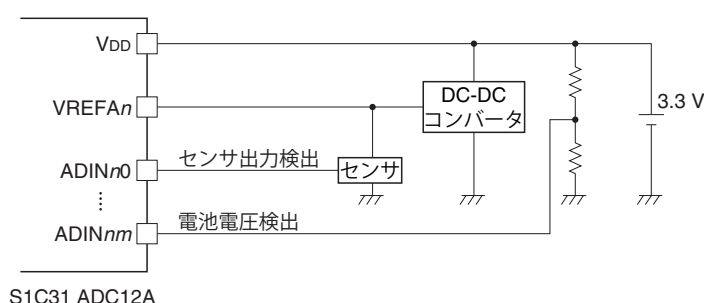 VDD
VREFAn
DC-DC
コンバータ
3.3 V
センサ出力検出
ADINn0
センサ
電池電圧検出
ADINnm
S1C31 ADC12A